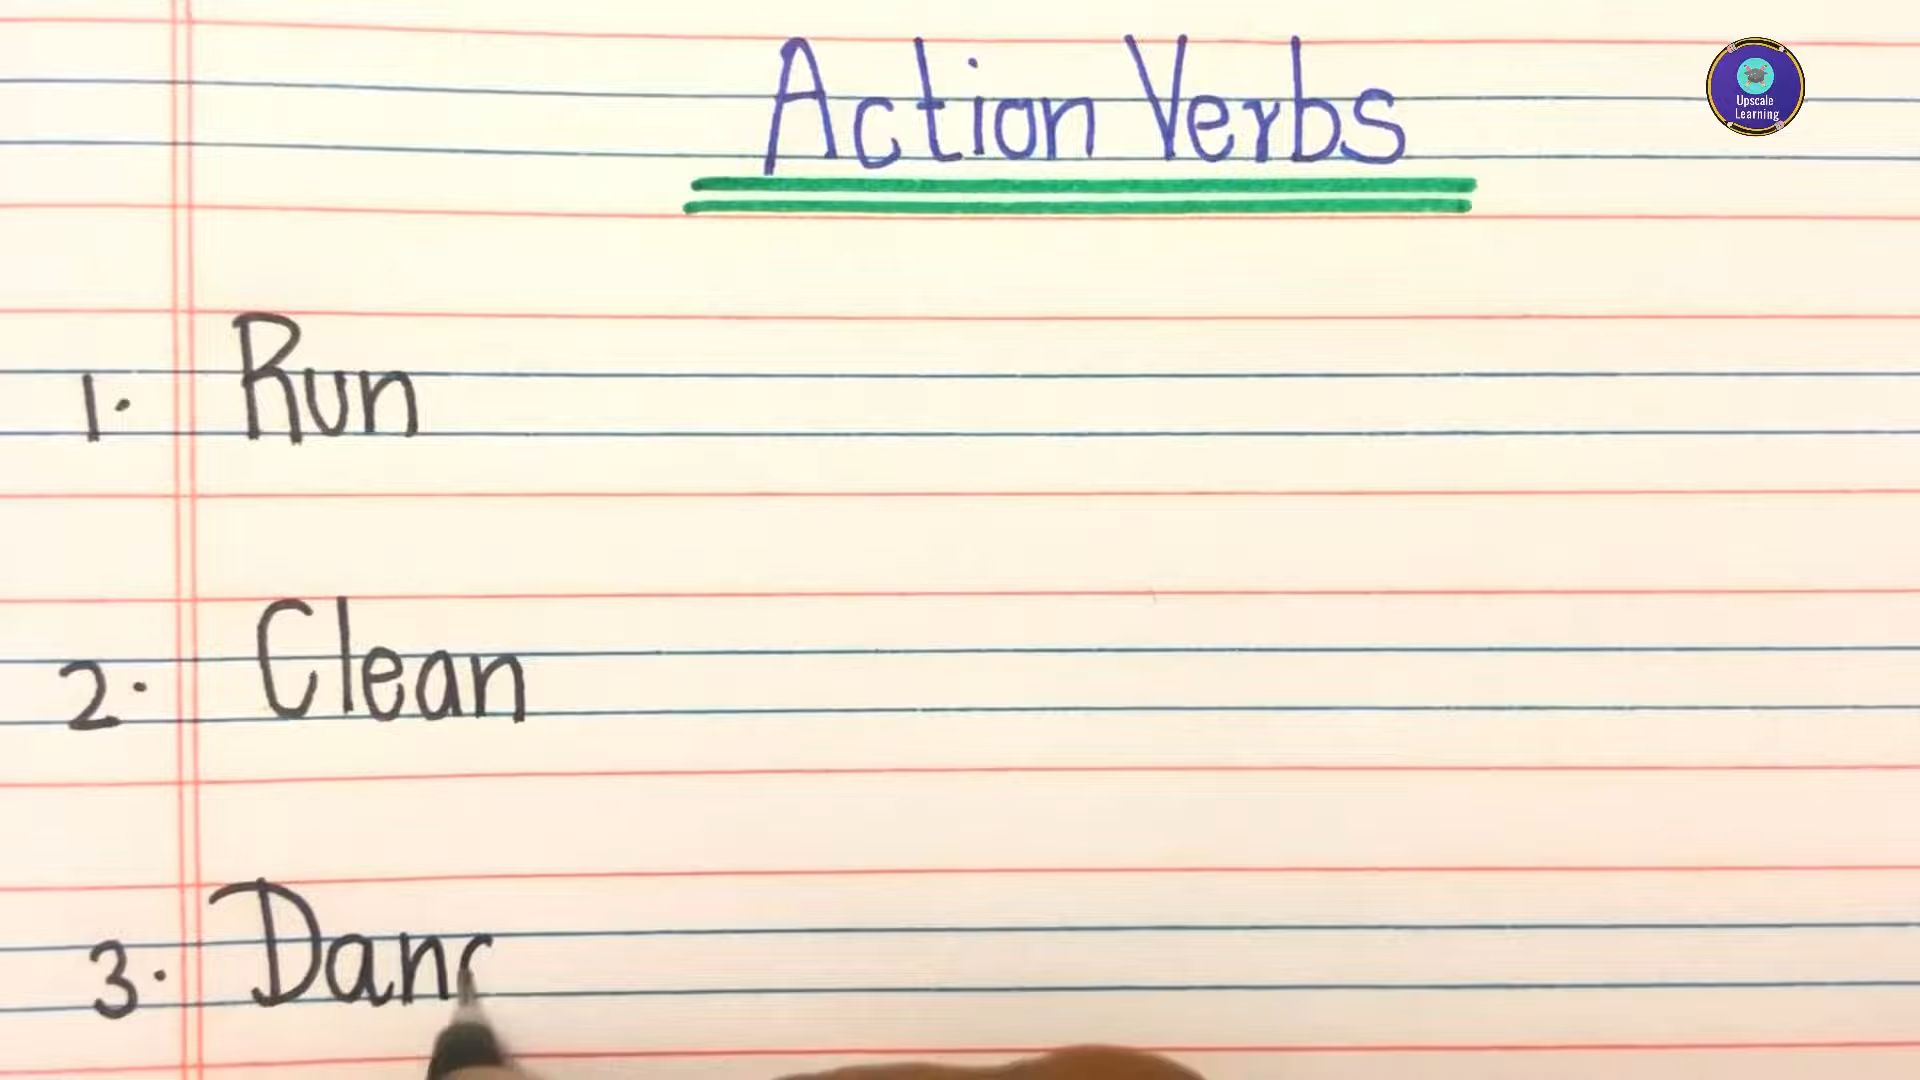 Action Verbs
Upscale
Learning
1. Run
2. Clean
3. Danc